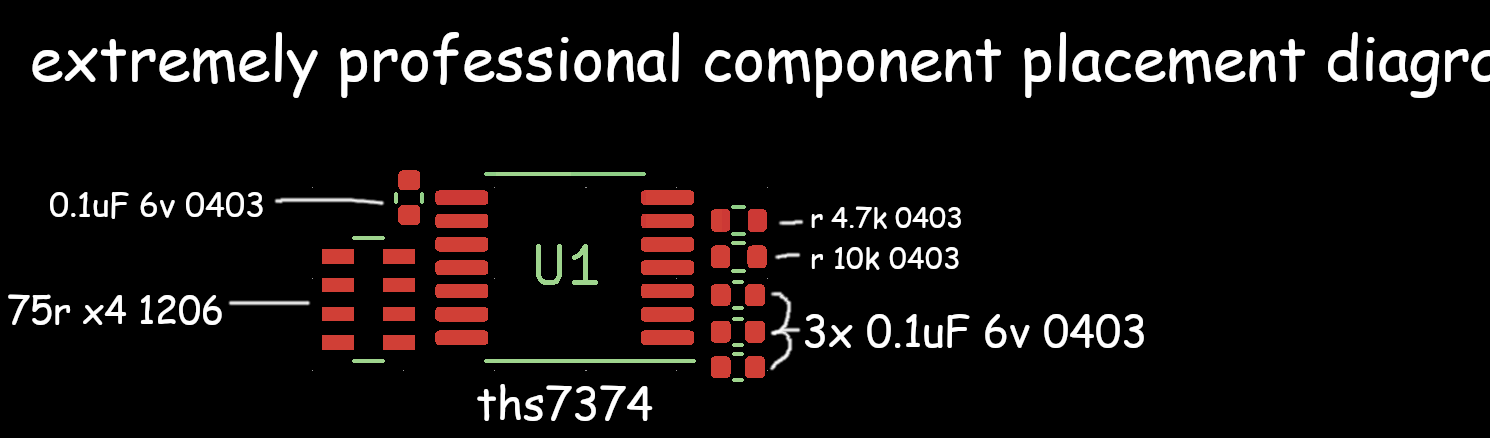 extremely professional component placement diagra
0.1uF 6v 0403
r 4.7k 0403
U1
r 10k 0403
75r x4 1206
3x 0.1uF 6v 0403
ths7374